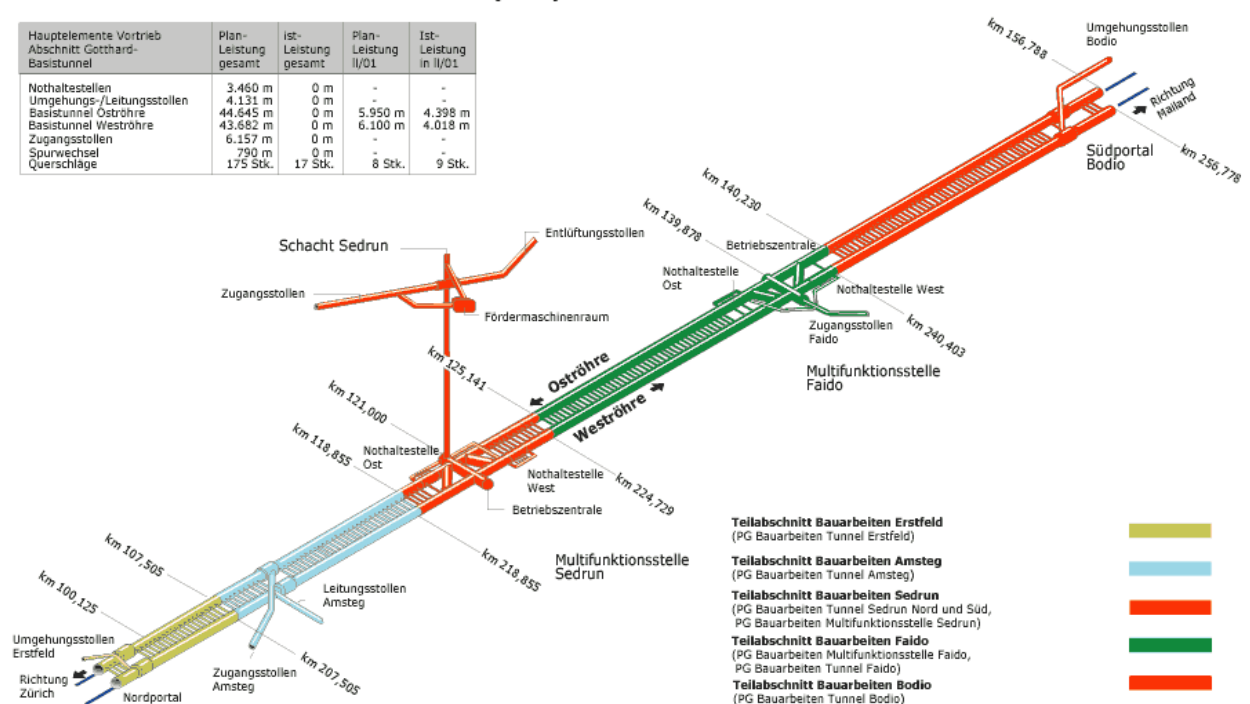 Hauptelemente Vortrieb
Abschnitt Gotthard-
Basistunnel
Plan-
Leistung
gesamt
ist-
Leistung
gesamt
Plan-
Leistung
II/01
Ist-
Leistung
in II/01
Nothaltestellen 3.460 m 0 m - -
Umgehungs-/Leitungsstollen 4.131 m 0 m - -
Basistunnel Oströhre 44.645 m 0 m 5.950 m 4.398 m
Basistunnel Weströhre 43.682 m 0 m 6.100 m 4.018 m
Zugangsstollen 6.157 m 0 m - -
Spurwechsel 790 m 0 m - -
Querschläge 175 Stk. 17 Stk. 8 Stk. 9 Stk.
km 156,788
Umgehungsstollen
Bodio
Richtung
Mailand
Südportal
Bodio
km 256,778
km 140,230
km 139,878
Betriebszentrale
Nothaltestelle
Ost
Nothaltestelle West
Zugangsstollen
Faido
km 240,403
Multifunktionsstelle
Faido
Schacht Sedrun
Entlüftungsstollen
Zugangsstollen
Fördermaschinenraum
km 125,141
Oströhre
Weströhre
km 121,000
km 118,855
Nothaltestelle
Ost
Nothaltestelle
West
km 224,729
Betriebszentrale
Multifunktionsstelle
Sedrun
km 218,855
km 107,505
km 100,125
Leitungsstollen
Amsteg
Umgehungsstollen
Erstfeld
Richtung
Zürich
Nordportal
Zugangsstollen
Amsteg
km 207,505
Teilabschnitt Bauarbeiten Erstfeld
(PG Bauarbeiten Tunnel Erstfeld)
Teilabschnitt Bauarbeiten Amsteg
(PG Bauarbeiten Tunnel Amsteg)
Teilabschnitt Bauarbeiten Sedrun
(PG Bauarbeiten Tunnel Sedrun Nord und Süd,
PG Bauarbeiten Multifunktionsstelle Sedrun)
Teilabschnitt Bauarbeiten Faido
(PG Bauarbeiten Multifunktionsstelle Faido,
PG Bauarbeiten Tunnel Faido)
Teilabschnitt Bauarbeiten Bodio
(PG Bauarbeiten Tunnel Bodio)